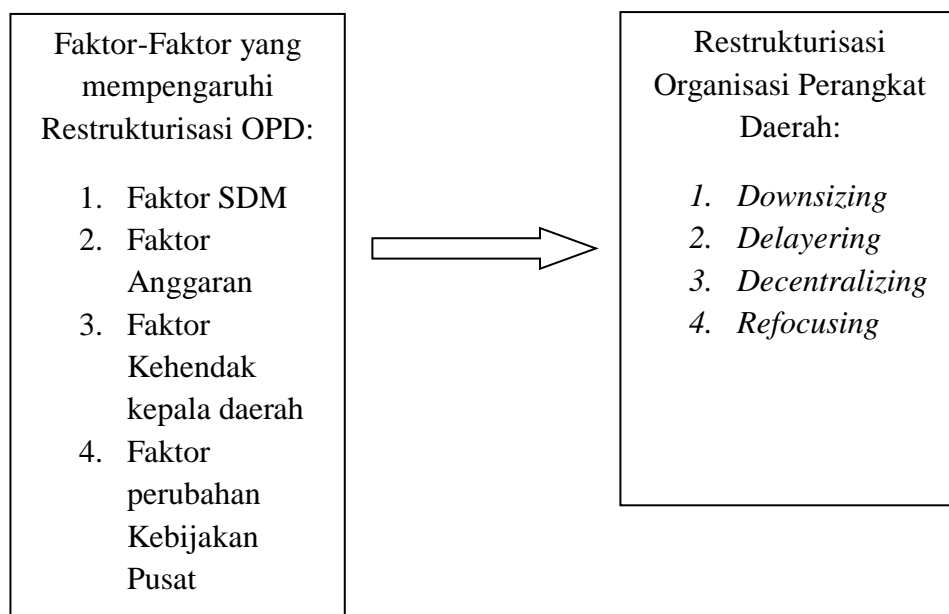 Faktor-Faktor yang
mempengaruhi
Restrukturisasi OPD:
1. Faktor SDM
2. Faktor
Anggaran
3. Faktor
Kehendak
kepala daerah
4. Faktor
perubahan
Kebijakan
Pusat
Restrukturisasi
Organisasi Perangkat
Daerah:
1. Downsizing
2. Delayering
3. Decentralizing
4. Refocusing